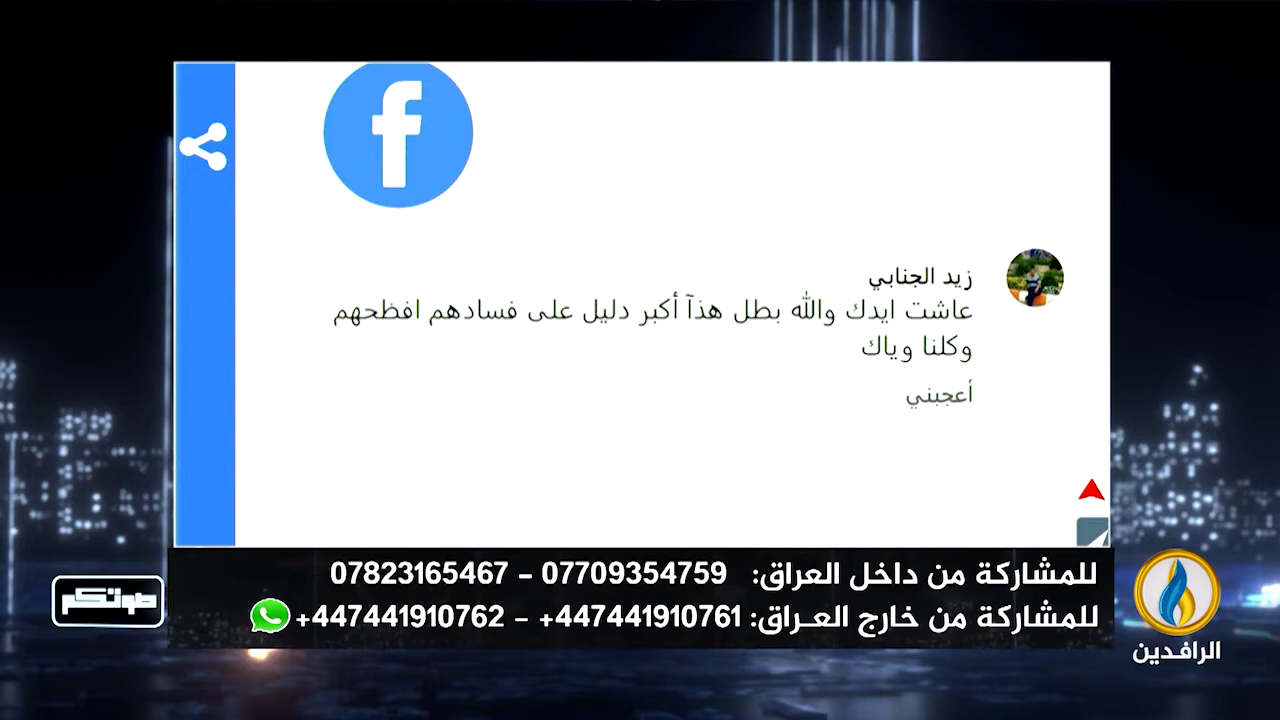 f
زيد الجنابي
عاشت ايدك والله بطل هذآ أكبر دليل على فسادهم افظحهم
وكلنا وياك
أعجبني
للمشاركة من داخل العراق: 07709354759 - 07823165467
للمشاركة من خارج العـراق: 447441910761+ - 447441910762+
صوتكم
الرافدين